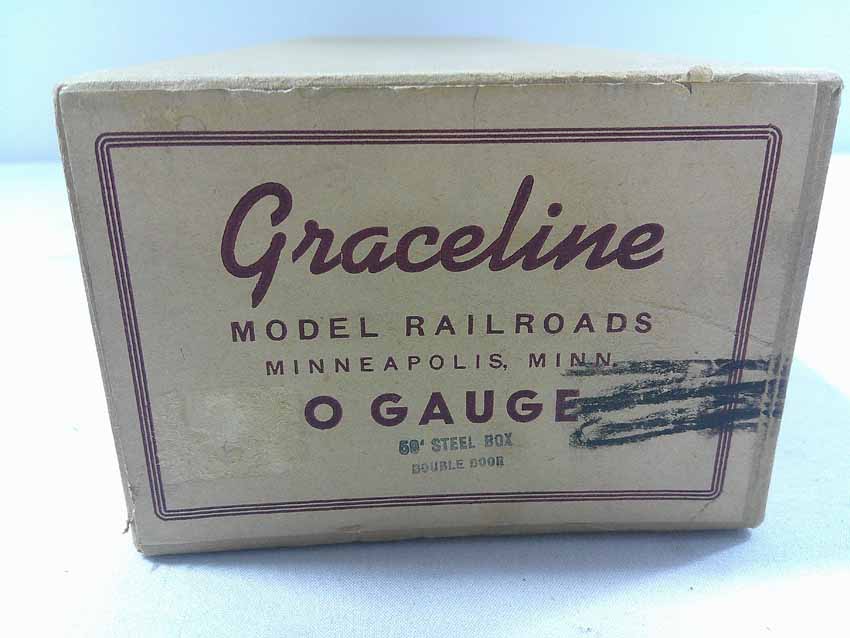 Graceline
MODEL RAILROADS
MINNEAPOLIS, MINN.
O GAUGE
50' STEEL BOX
DOUBLE DOOR